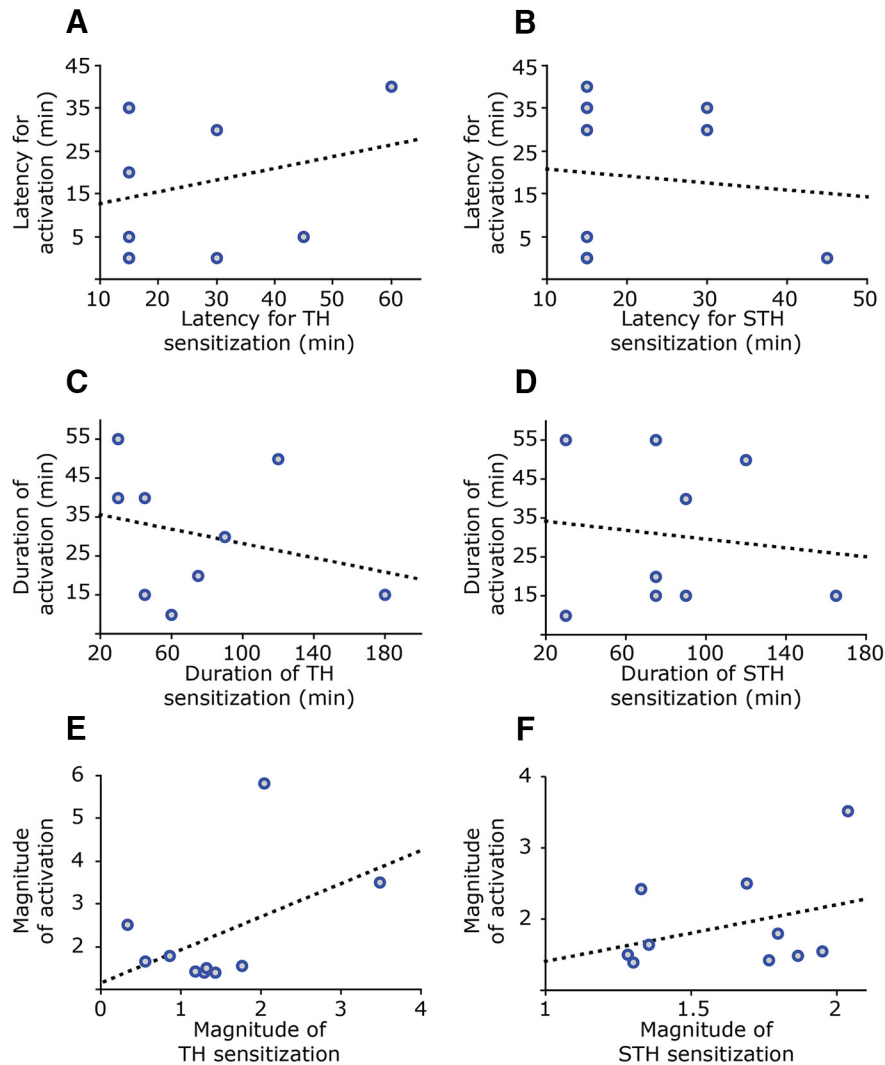 A
45
35
25
15
5
Latency for
activation (min)
10 20 30 40 50 60
Latency for TH
sensitization (min)
B
45
35
25
15
5
Latency for
activation (min)
10 20 30 40 50
Latency for STH
sensitization (min)
C
55
45
35
25
15
Duration of
activation (min)
20 60 100 140 180
Duration of TH
sensitization (min)
D
55
45
35
25
15
Duration of
activation (min)
20 60 100 140 180
Duration of STH
sensitization (min)
E
6
5
4
3
2
Magnitude
of activation
0 1 2 3 4
Magnitude of
TH sensitization
F
4
3
2
Magnitude
of activation
1 1.5 2
Magnitude of
STH sensitization